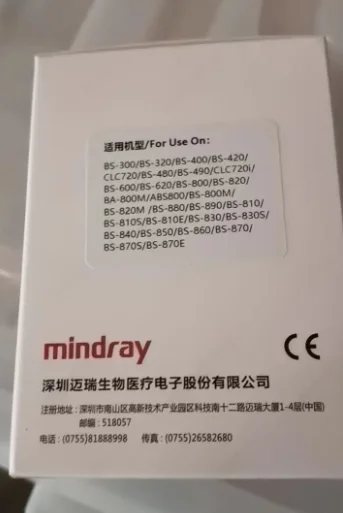 适用机型/For Use On:
BS-300/BS-320/BS-400/BS-420/
CLC720/BS-480/BS-490/CLC720i/
BS-600/BS-620/BS-800/BS-820/
BA-800M/ABS800/BS-800M/
BS-820M /BS-880/BS-890/BS-810/
BS-810S/BS-810E/BS-830/BS-830S/
BS-840/BS-850/BS-860/BS-870/
BS-870S/BS-870E
mindray CE
深圳迈瑞生物医疗电子股份有限公司
注册地址：深圳市南山区高新技术产业园区科技南十二路迈瑞大厦1-4层(中国)
邮编：518057
电话：(0755)81888998 传真：(0755)26582680